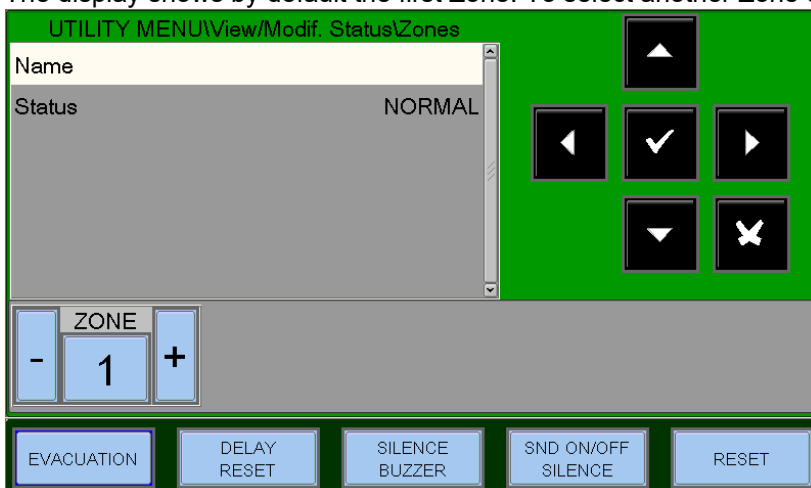 The display shows by default the first Zone. To select another Zone
UTILITY MENU\View/Modif. Status\Zones
Name
Status NORMAL
ZONE
- 1 +
EVACUATION
DELAY
RESET
SILENCE
BUZZER
SND ON/OFF
SILENCE
RESET